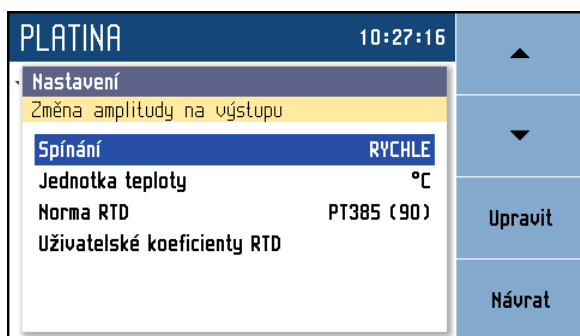 PLATINA 10:27:16
Nastavení
Změna amplitudy na výstupu
Spínání RYCHLE
Jednotka teploty °C
Norma RTD PT385 (90)
Uživatelské koeficienty RTD
Upravit
Návrat